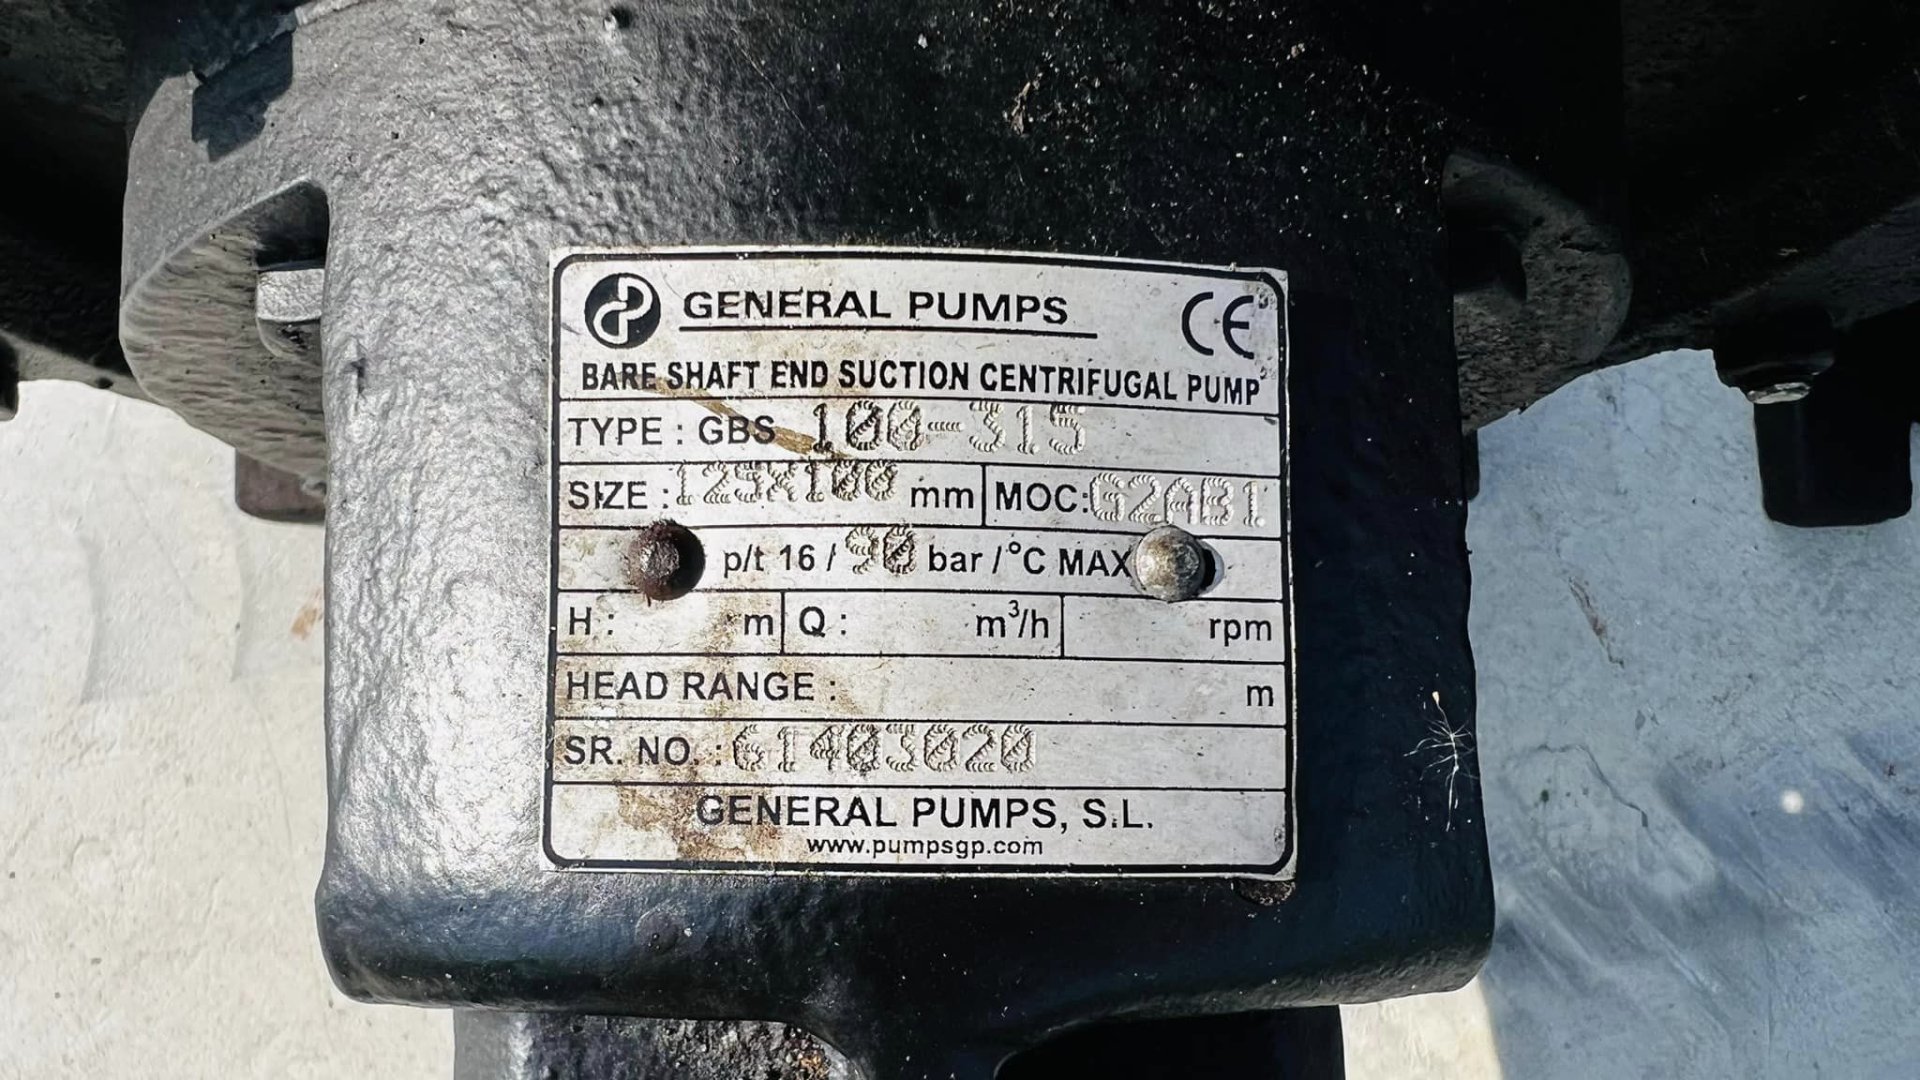 GENERAL PUMPS CE
BARE SHAFT END SUCTION CENTRIFUGAL PUMP
TYPE : GBS 100-315
SIZE : 125X100 mm MOC: G2AB1
p/t 16 / 90 bar / °C MAX
H : m Q : m³/h rpm
HEAD RANGE : m
SR. NO. : 61403020
GENERAL PUMPS, S.L.
www.pumpsgp.com